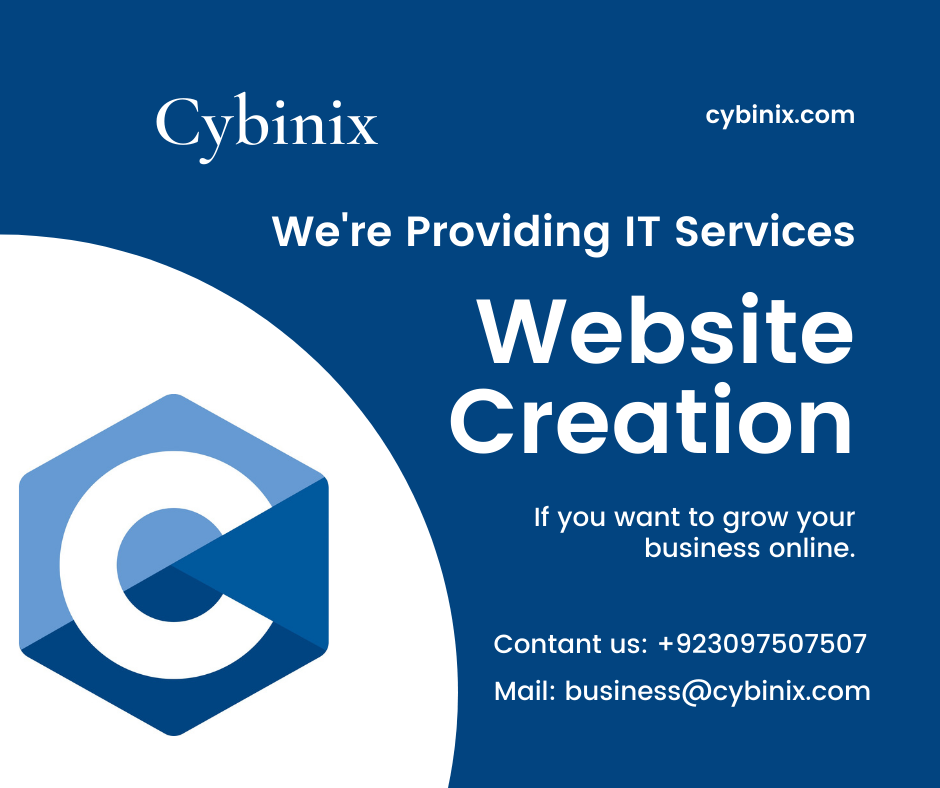 Cybinix
cybinix.com
We're Providing IT Services
Website
Creation
If you want to grow your
business online.
Contant us: +923097507507
Mail: business@cybinix.com